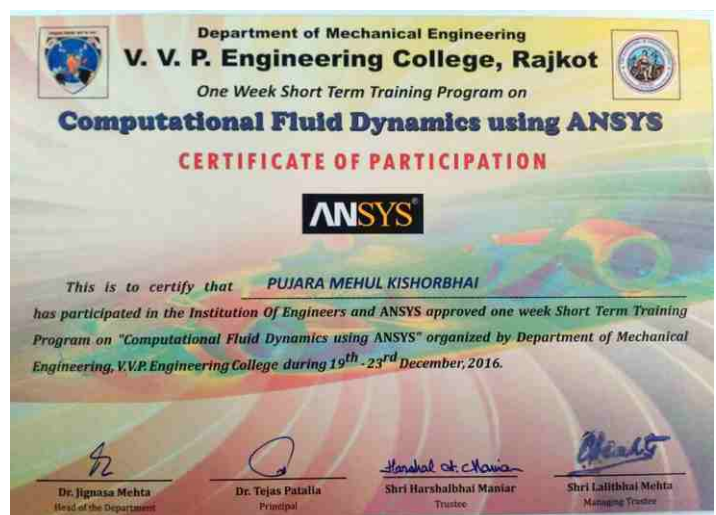 Department of Mechanical Engineering
V. V. P. Engineering College, Rajkot
One Week Short Term Training Program on
Computational Fluid Dynamics using ANSYS
CERTIFICATE OF PARTICIPATION
ANSYS®
This is to certify that PUJARA MEHUL KISHORBHAI
has participated in the Institution Of Engineers and ANSYS approved one week Short Term Training
Program on "Computational Fluid Dynamics using ANSYS" organized by Department of Mechanical
Engineering, V.V.P. Engineering College during 19th - 23rd December, 2016.
Dr. Jignasa Mehta
Head of the Department
Dr. Tejas Patalia
Principal
Shri Harshalbhai Maniar
Trustee
Shri Lalitbhai Mehta
Managing Trustee